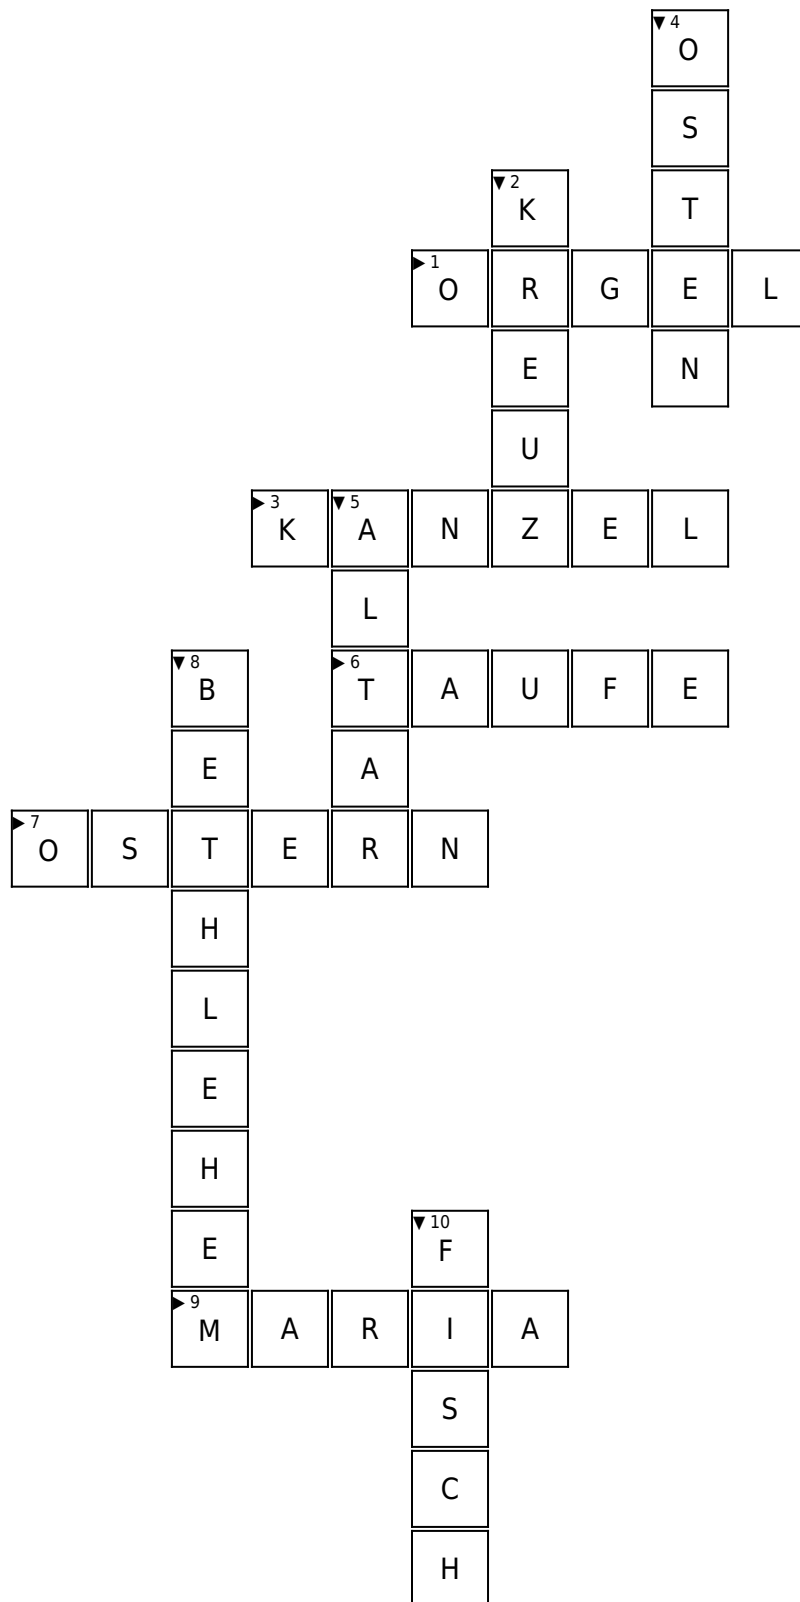 ▼ 4
O
S
▼ 2
K T
▶ 1
O R G E L
E N
U
▶ 3 ▼ 5
K A N Z E L
L
▼ 8 ▶ 6
B T A U F E
E A
▶ 7
O S T E R N
H
L
E
H
▼ 10
E F
▶ 9
M A R I A
S
C
H